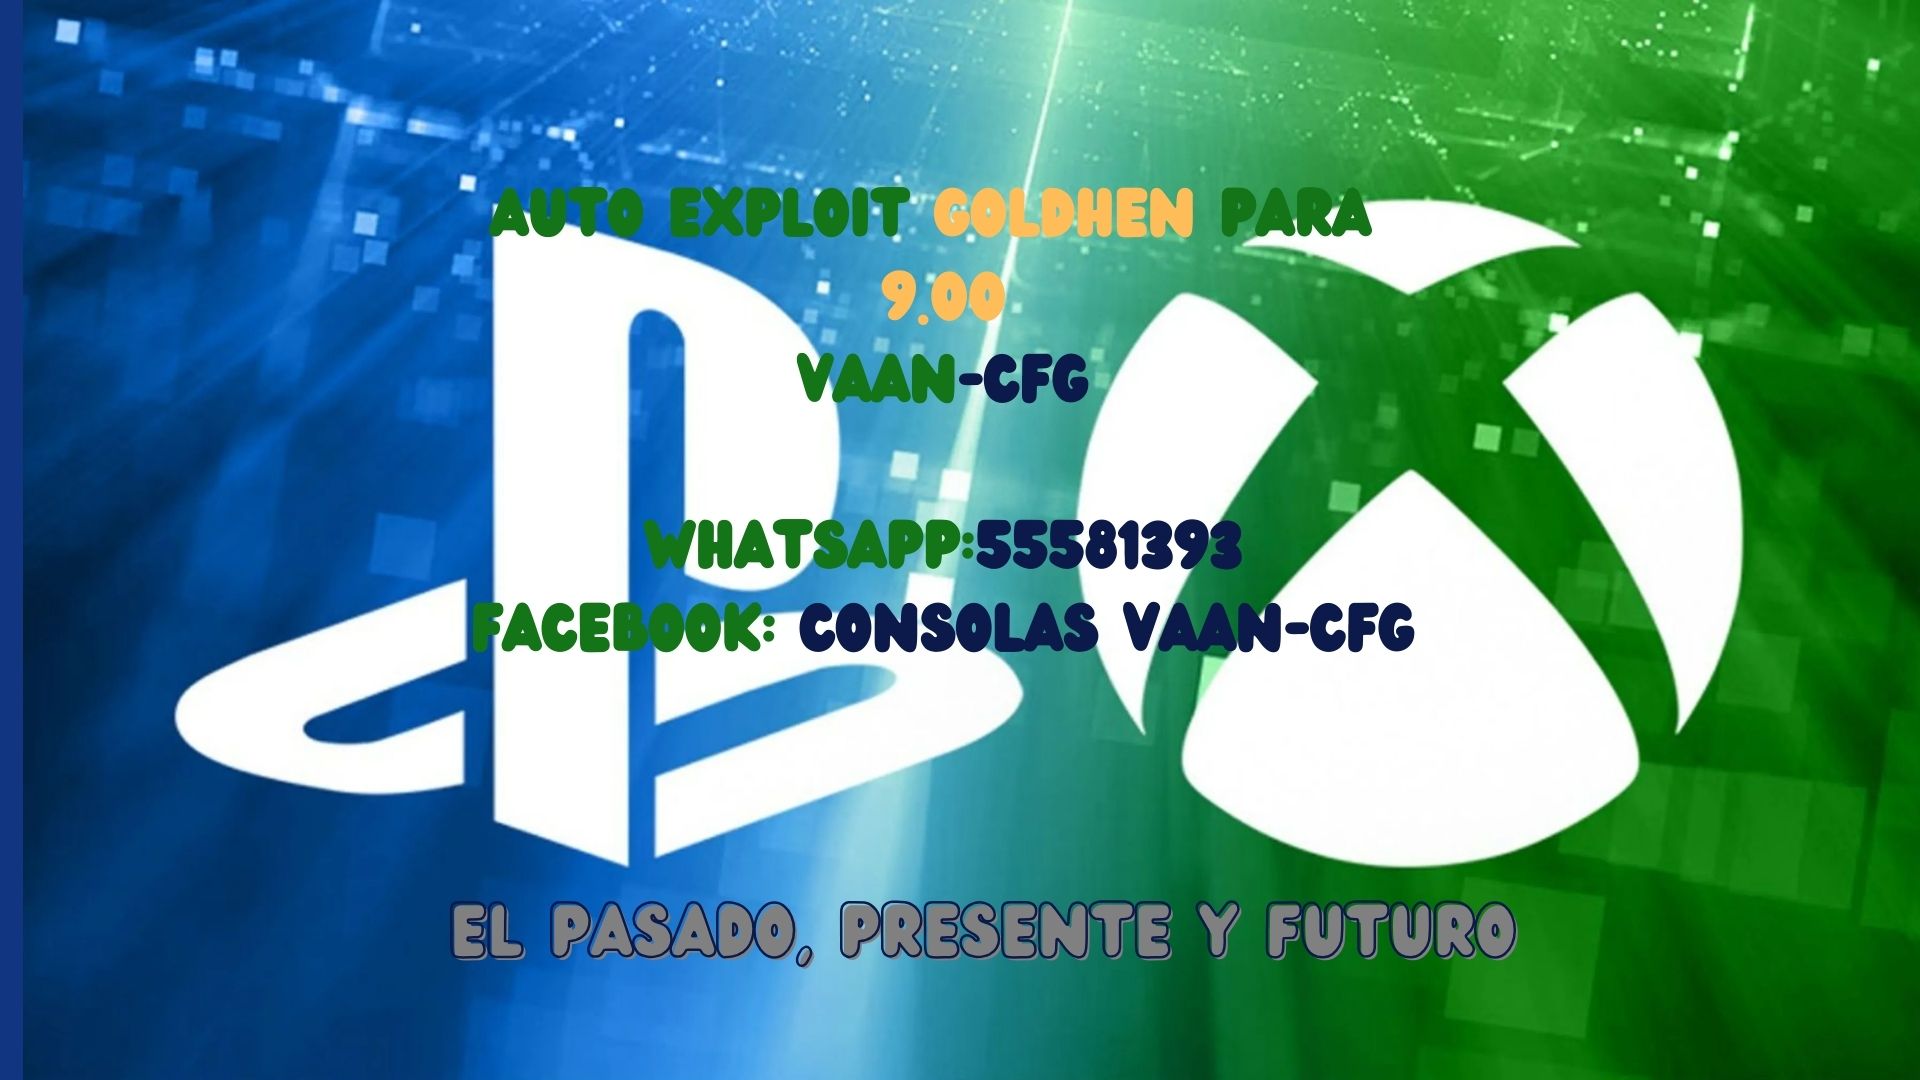 AUTO EXPLOIT GOLDHEN PARA
9.00
VAAN-CFG
WHATSAPP:55581393
FACEBOOK: CONSOLAS VAAN-CFG
EL PASADO, PRESENTE Y FUTURO